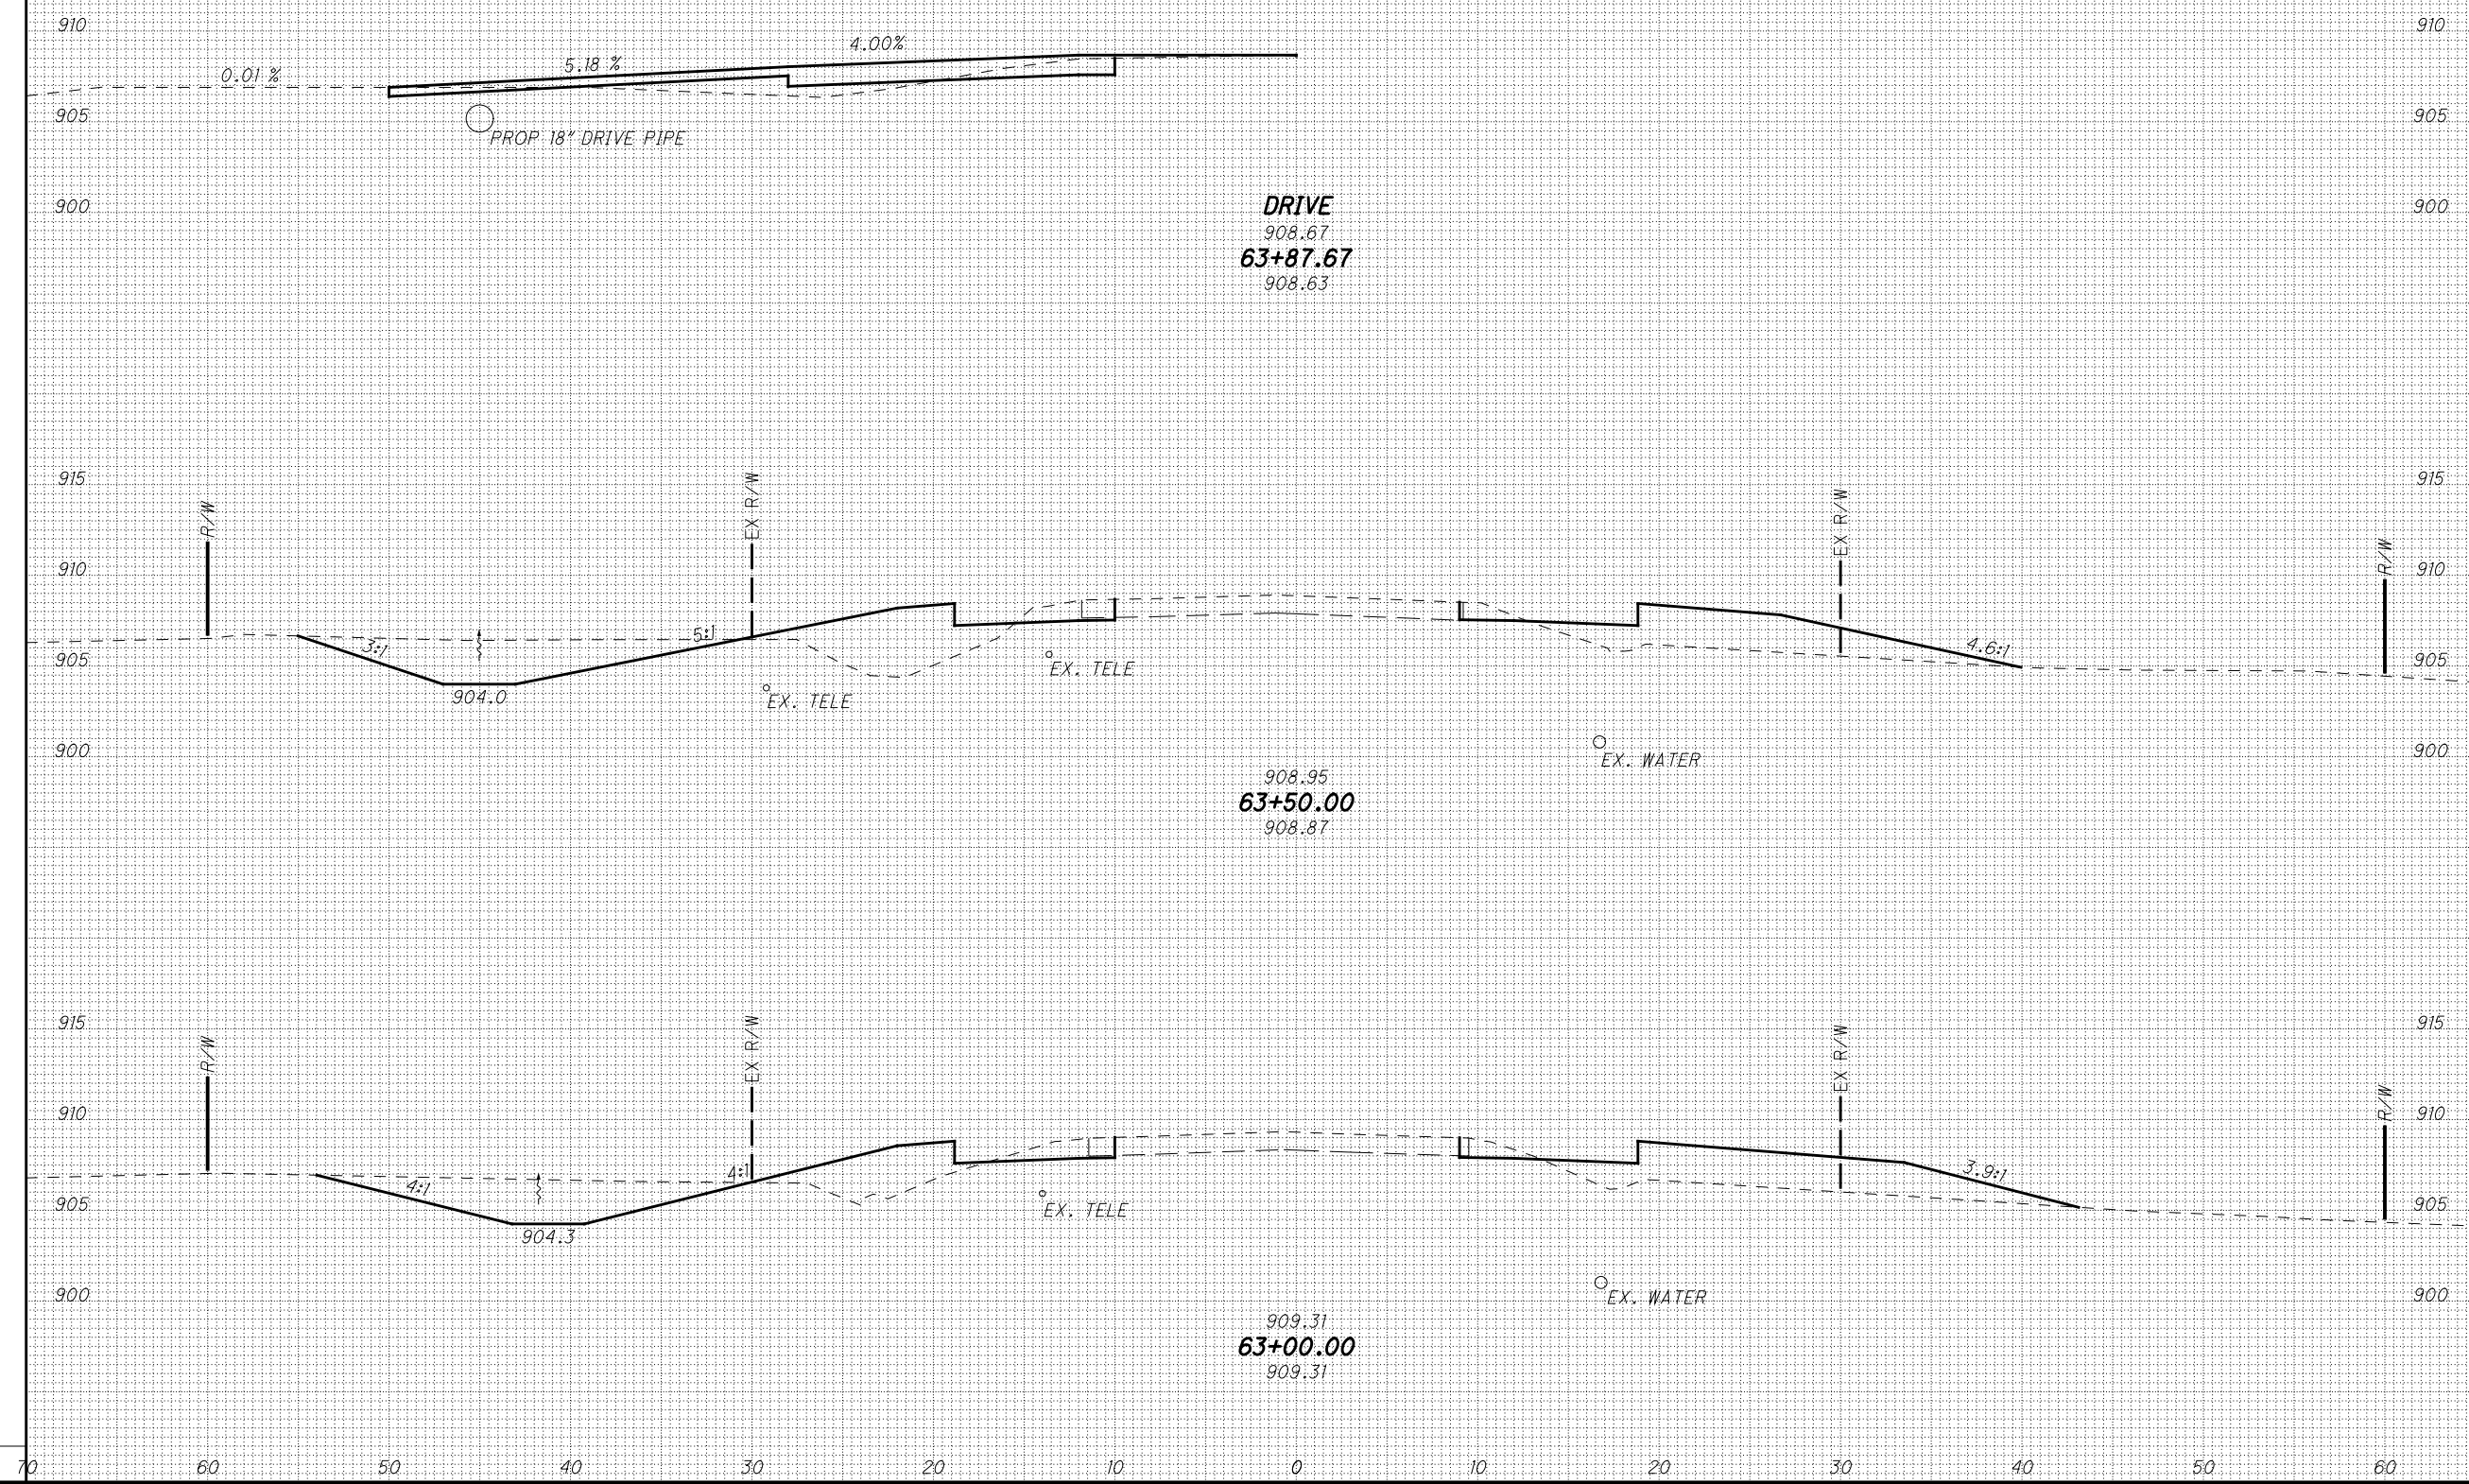 910 910
4.00%
0.01 % 5.18 %
905 905
PROP 18" DRIVE PIPE
900 900
DRIVE
908.67
63+87.67
908.63
915 915
R/W EX R/W EX R/W R/W
910 910
3:1 5:1 4.6:1
905 905
EX. TELE
904.0 EX. TELE
900 900
EX. WATER
908.95
63+50.00
908.87
915 915
R/W EX R/W EX R/W R/W
910 910
4:1 4:1 3.9:1
905 905
EX. TELE
904.3
900 900
EX. WATER
909.31
63+00.00
909.31
70 60 50 40 30 20 10 0 10 20 30 40 50 60